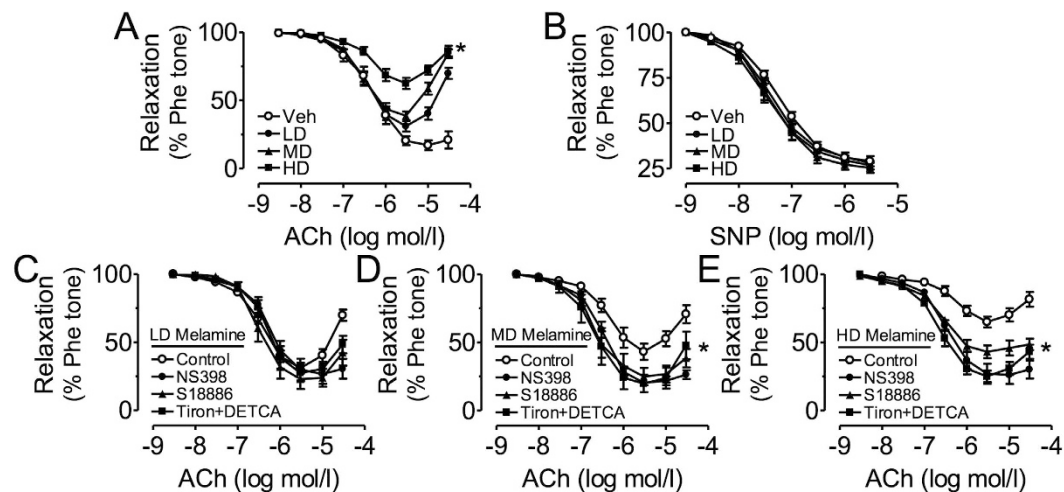 A
Relaxation
(% Phe tone)
100
50
0
Veh
LD
MD
HD
*
-9 -8 -7 -6 -5 -4
ACh (log mol/l)
B
Relaxation
(% Phe tone)
100
75
50
25
Veh
LD
MD
HD
-9 -8 -7 -6 -5
SNP (log mol/l)
C
Relaxation
(% Phe tone)
100
50
0
LD Melamine
Control
NS398
S18886
Tiron+DETCA
-9 -8 -7 -6 -5 -4
ACh (log mol/l)
D
Relaxation
(% Phe tone)
100
50
0
MD Melamine
Control
NS398
S18886
Tiron+DETCA
*
-9 -8 -7 -6 -5 -4
ACh (log mol/l)
E
Relaxation
(% Phe tone)
100
50
0
HD Melamine
Control
NS398
S18886
Tiron+DETCA
*
-9 -8 -7 -6 -5 -4
ACh (log mol/l)